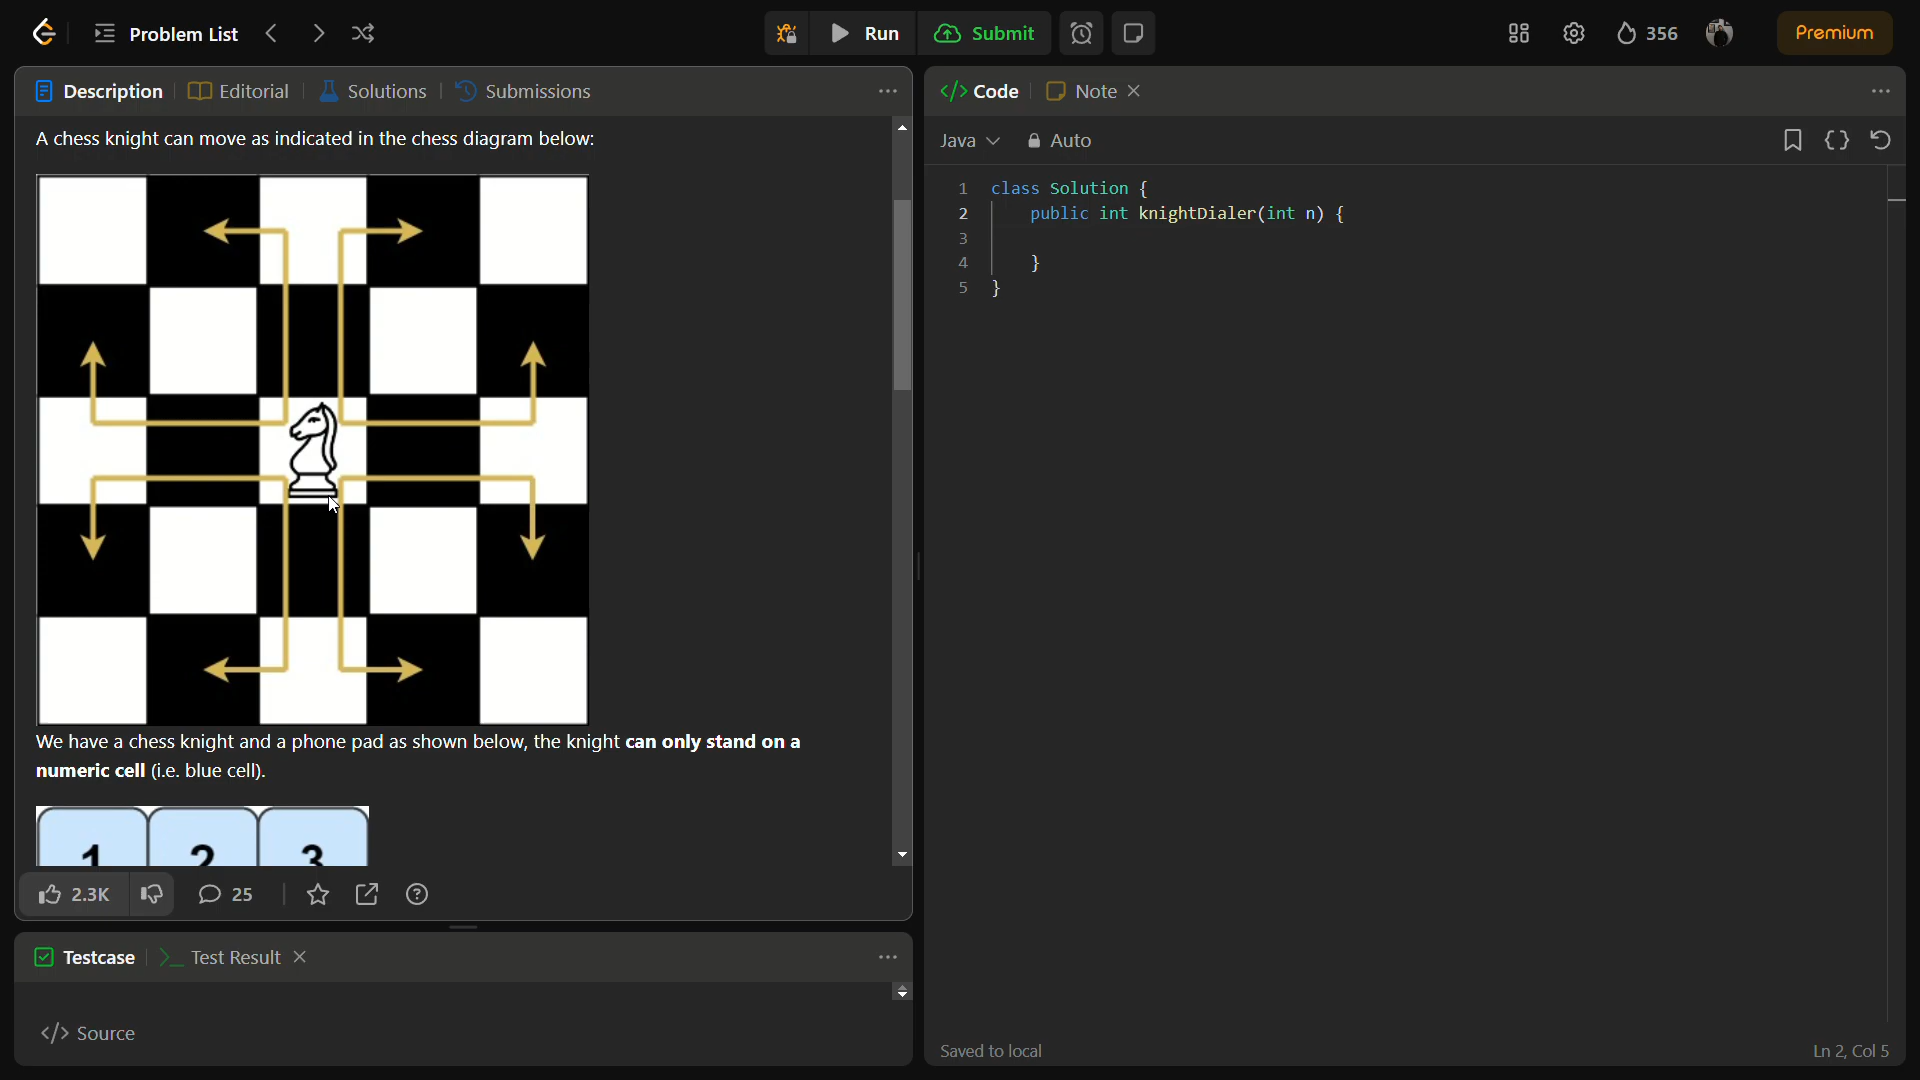 Problem List
Run
Submit
356
Premium
Description
Editorial
Solutions
Submissions
A chess knight can move as indicated in the chess diagram below:
We have a chess knight and a phone pad as shown below, the knight can only stand on a
numeric cell (i.e. blue cell).
1 2 3
2.3K
25
Testcase
Test Result
</> Source
</> Code
Note
Java
Auto
1 class Solution {
2 public int knightDialer(int n) {
3
4 }
5 }
Saved to local
Ln 2, Col 5